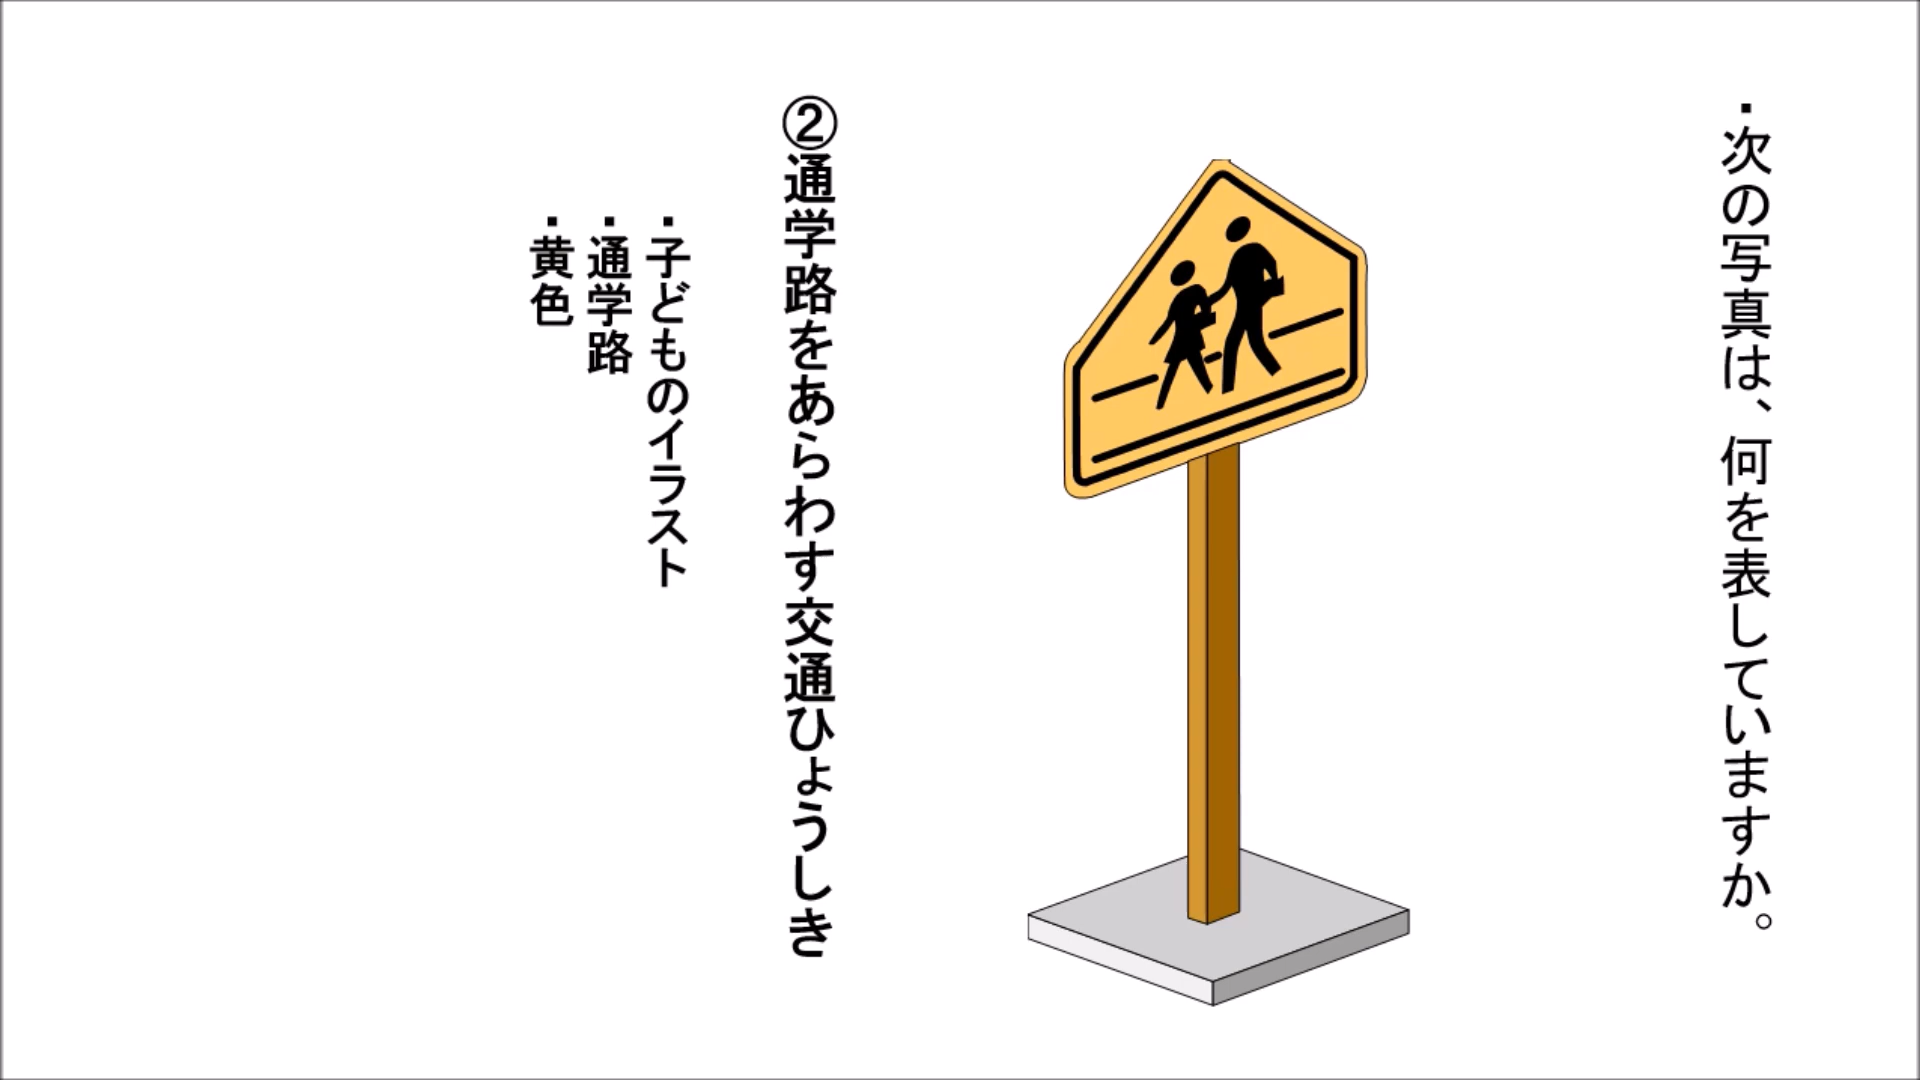 ・次の写真は、何を表していますか。
②通学路をあらわす交通ひょうしき
・子どものイラスト
・通学路
・黄色